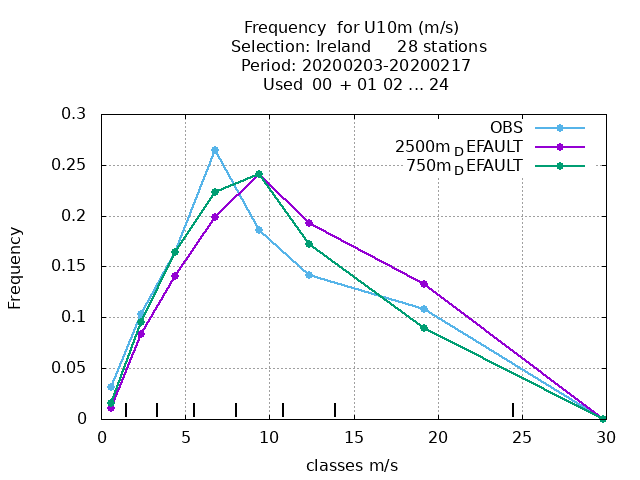 Frequency  for U10m (m/s)
Selection: Ireland     28 stations
Period: 20200203-20200217
Used  00 + 01 02 ... 24
0.3
OBS
2500m DEFAULT
750m DEFAULT
0.25
0.2
0.15
0.1
0.05
0
Frequency
0 5 10 15 20 25 30
classes m/s